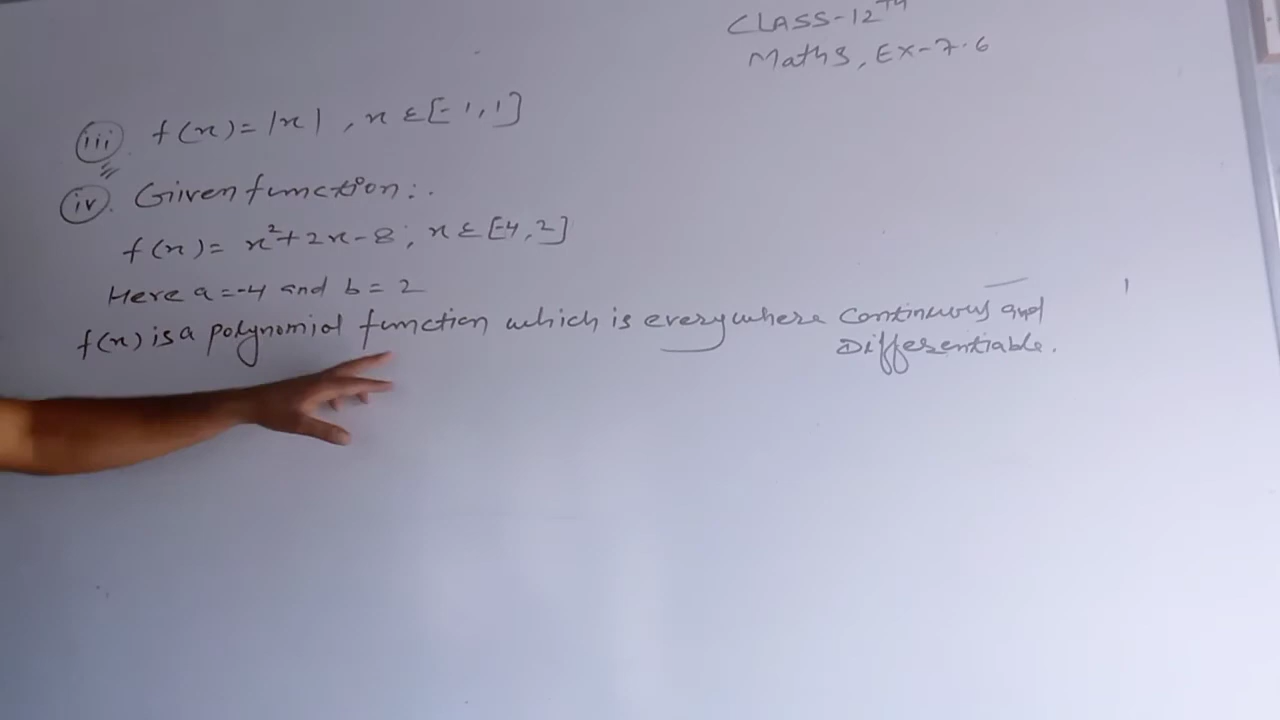 CLASS-12TH
Maths, EX-7.6
(iii). f(x)= |x| , x ε [-1,1]
(iv). Given function:.
f(x)= x²+2x-8; x ε [-4,2]
Here a=-4 and b= 2
f(x) is a polynomial function which is everywhere continuous and
Differentiable.